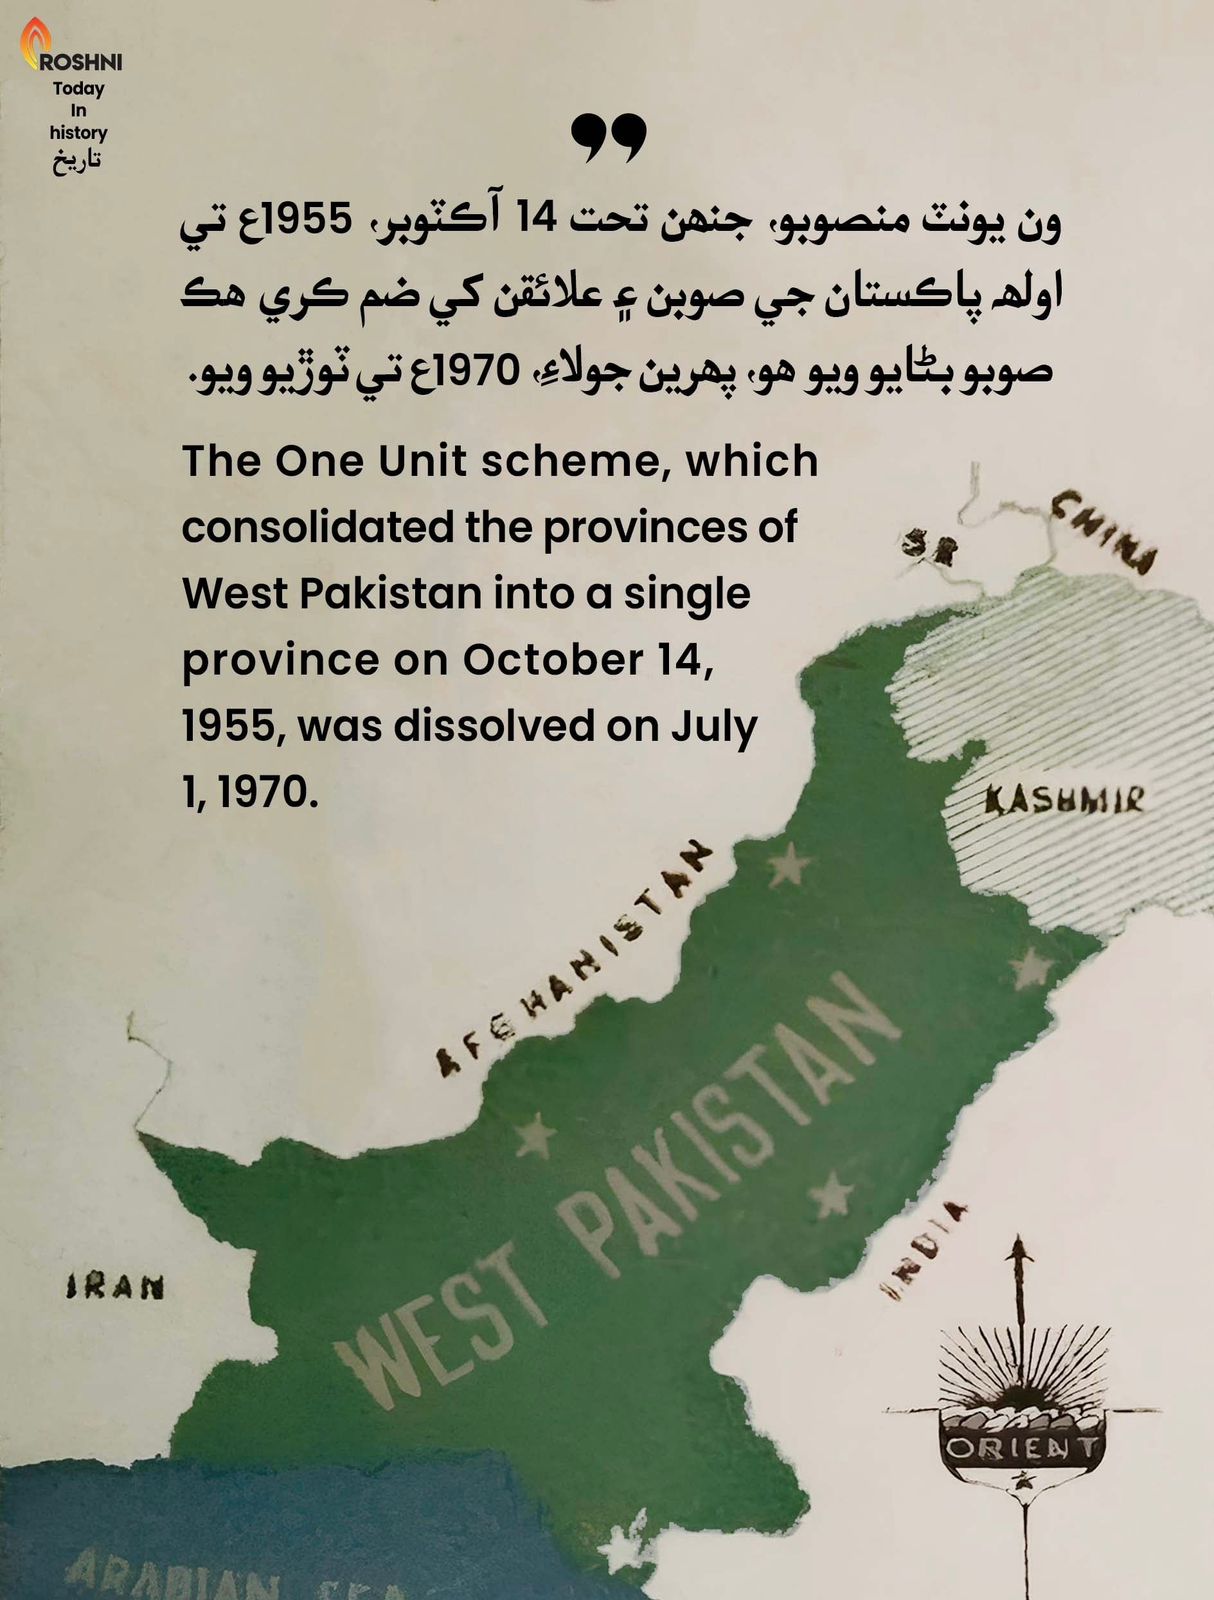 ROSHNI
Today
In
history
تاريخ
”
ون يونٽ منصوبو، جنهن تحت 14 آڪٽوبر، 1955ع تي
اولهه پاڪستان جي صوبن ۽ علائقن کي ضم ڪري هڪ
صوبو بڻايو ويو هو، پهرين جولاءِ، 1970ع تي ٽوڙيو ويو.
The One Unit scheme, which
consolidated the provinces of
West Pakistan into a single
province on October 14,
1955, was dissolved on July
1, 1970.
CHINA
SR
KASHMIR
AFGHANISTAN
WEST PAKISTAN
INDIA
IRAN
ORIENT
ARABIAN SEA